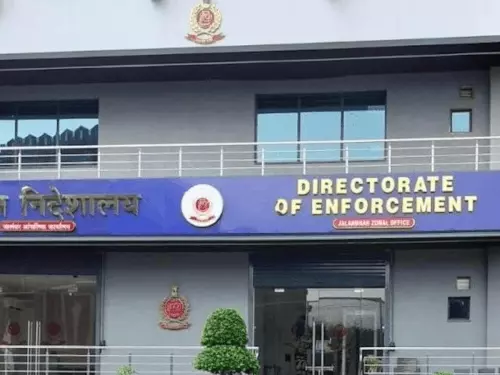 निदेशालय
DIRECTORATE
OF ENFORCEMENT
JALANDHAR ZONAL OFFICE